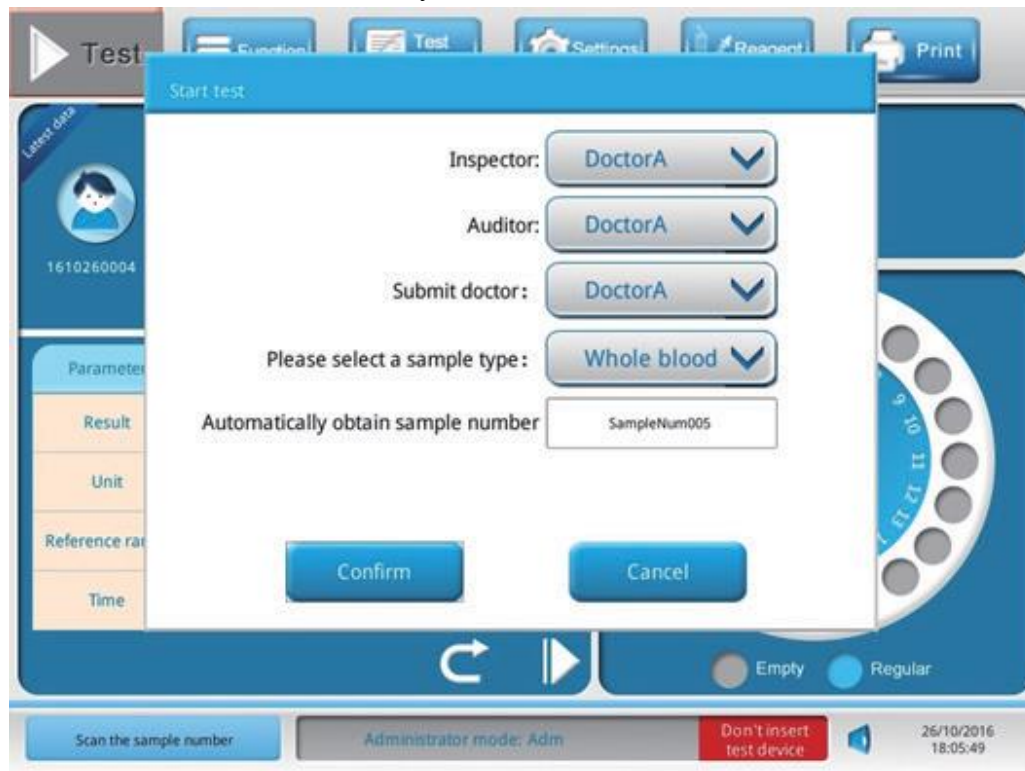 Test
Function
Test
Settings
Reagent
Print
Start test
Latest data
Inspector:
DoctorA
Auditor:
DoctorA
1610260004
Submit doctor:
DoctorA
Please select a sample type:
Whole blood
Parameter
Automatically obtain sample number
SampleNum005
Result
Unit
Reference ran
Time
9
10
11
12
13
Confirm
Cancel
Empty
Regular
Scan the sample number
Administrator mode: Adm
Don't insert
test device
26/10/2016
18:05:49